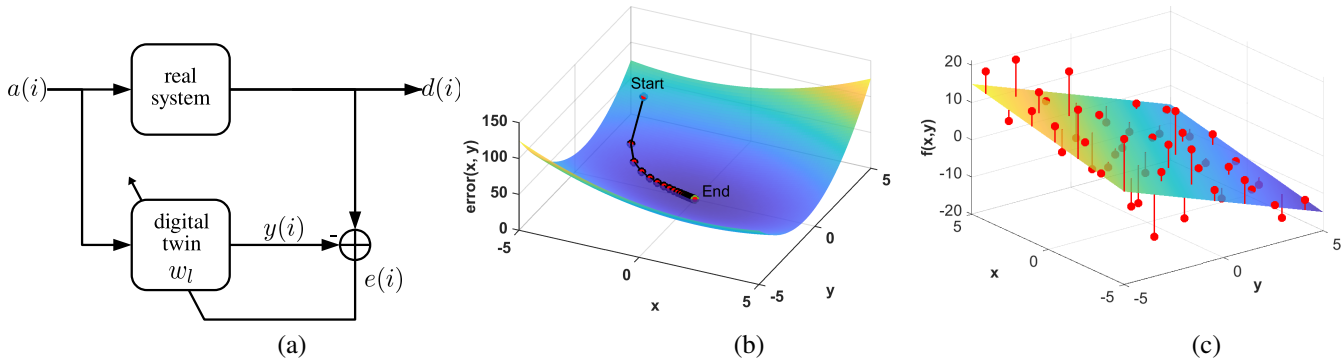 a(i)
real
system
d(i)
digital
twin
w_l
y(i)
-
e(i)
(a)
Start
End
150
100
50
0
error(x, y)
-5
0
5
x
-5
0
5
y
(b)
20
10
0
-10
-20
f(x,y)
5
0
-5
x
-5
0
5
y
(c)